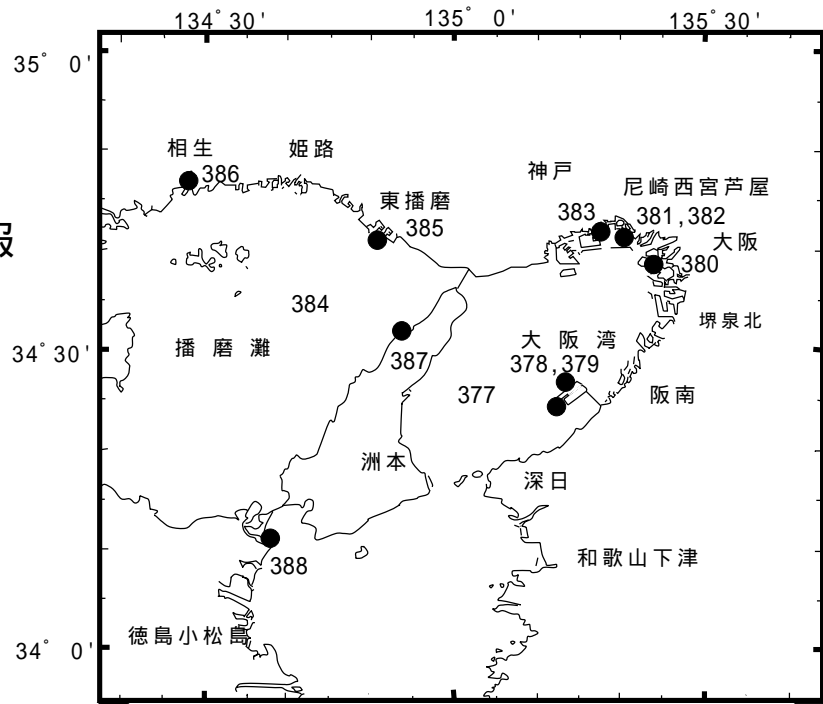 134° 30' 135° 0' 135° 30'
35° 0'
相生 姫路 神戸
386 尼崎西宮芦屋
東播磨 383 381,382
385 大阪
報 380
384 堺泉北
播磨灘 大阪湾
34° 30' 387 378,379
377 阪南
洲本 深日
388 和歌山下津
徳島小松島
34° 0'